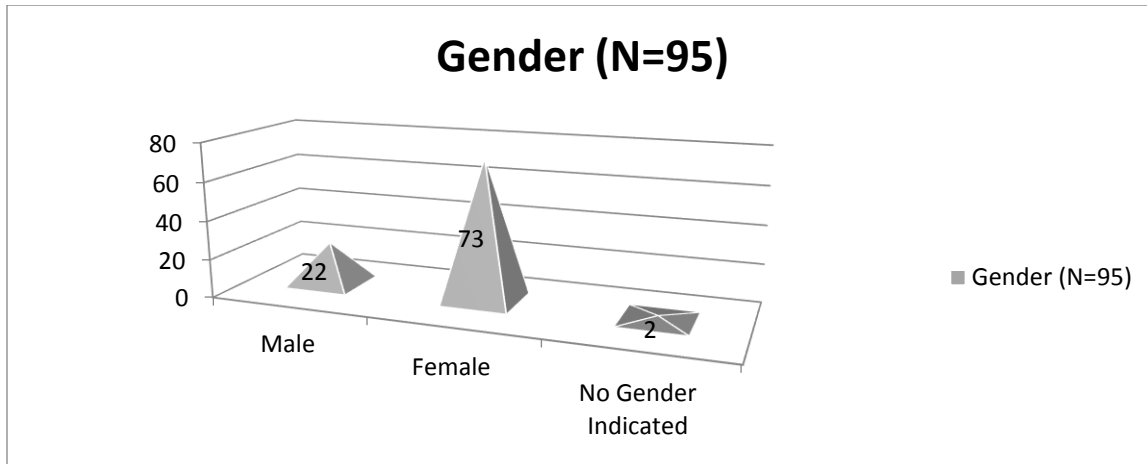 Gender (N=95)
80
60
40
20
0
22
73
2
Male
Female
No Gender
Indicated
Gender (N=95)